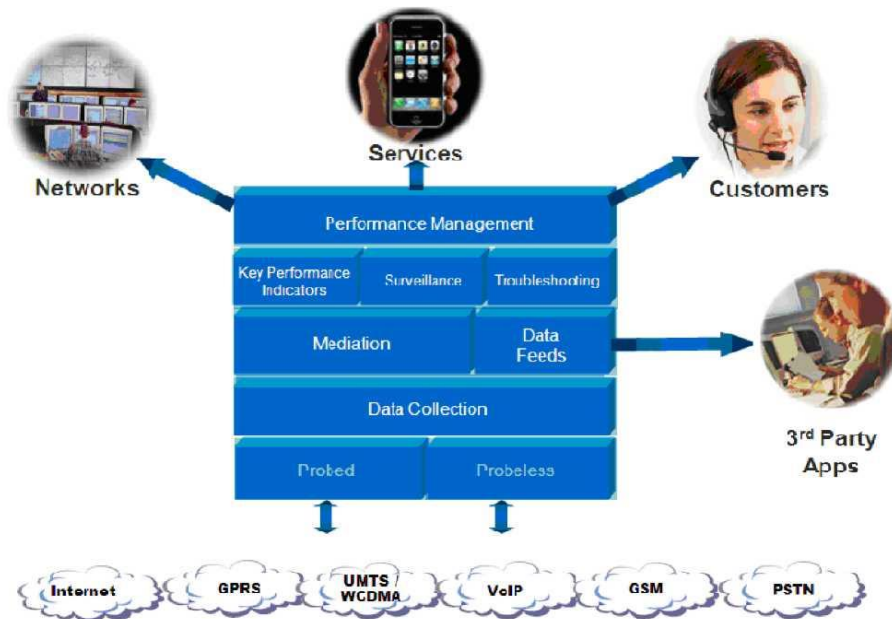 Services
Networks
Customers
Performance Management
Key Performance
Indicators
Surveillance
Troubleshooting
Mediation
Data
Feeds
Data Collection
3rd Party
Apps
Probed
Probeless
Internet
GPRS
UMTS /
WCDMA
VoIP
GSM
PSTN